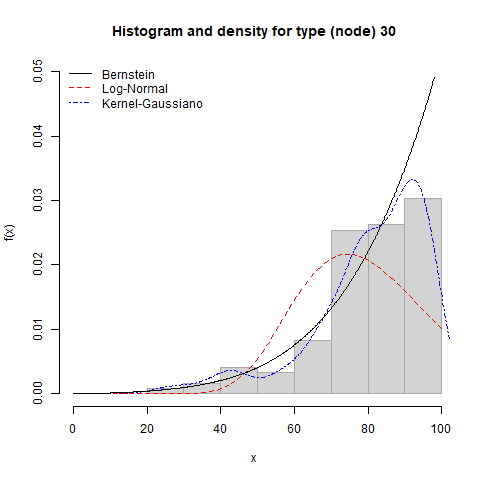 Histogram and density for type (node) 30
Bernstein
Log-Normal
Kernel-Gaussiano
f(x)
0.05
0.04
0.03
0.02
0.01
0.00
0 20 40 60 80 100
x